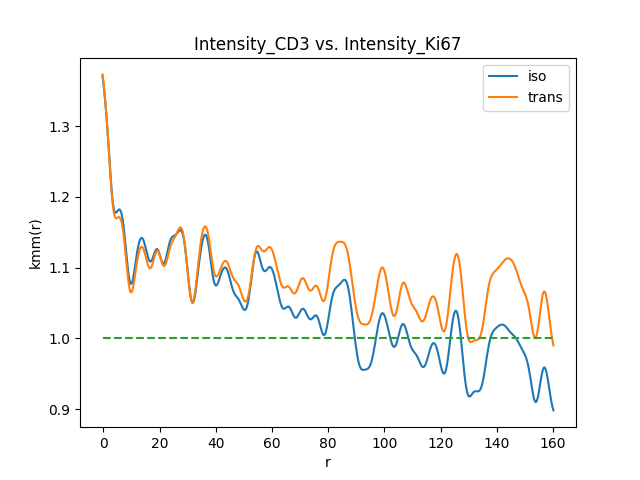 Intensity_CD3 vs. Intensity_Ki67
iso
trans
kmm(r)
1.3
1.2
1.1
1.0
0.9
0 20 40 60 80 100 120 140 160
r